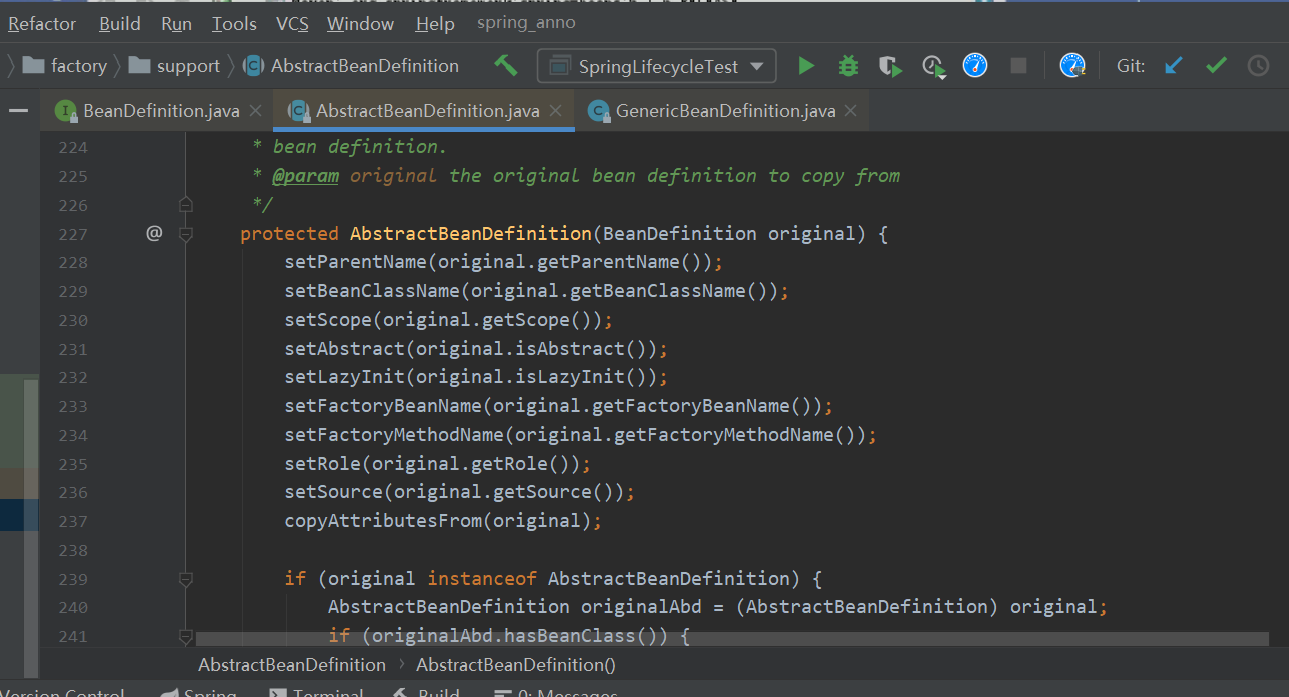 Refactor Build Run Tools VCS Window Help spring_anno
factory support AbstractBeanDefinition SpringLifecycleTest Git:
BeanDefinition.java AbstractBeanDefinition.java GenericBeanDefinition.java
224 * bean definition.
225 * @param original the original bean definition to copy from
226 */
227 @ protected AbstractBeanDefinition(BeanDefinition original) {
228 setParentName(original.getParentName());
229 setBeanClassName(original.getBeanClassName());
230 setScope(original.getScope());
231 setAbstract(original.isAbstract());
232 setLazyInit(original.isLazyInit());
233 setFactoryBeanName(original.getFactoryBeanName());
234 setFactoryMethodName(original.getFactoryMethodName());
235 setRole(original.getRole());
236 setSource(original.getSource());
237 copyAttributesFrom(original);
238
239 if (original instanceof AbstractBeanDefinition) {
240 AbstractBeanDefinition originalAbd = (AbstractBeanDefinition) original;
241 if (originalAbd.hasBeanClass()) {
AbstractBeanDefinition › AbstractBeanDefinition()
Version Control Spring Terminal Build 0: Messages